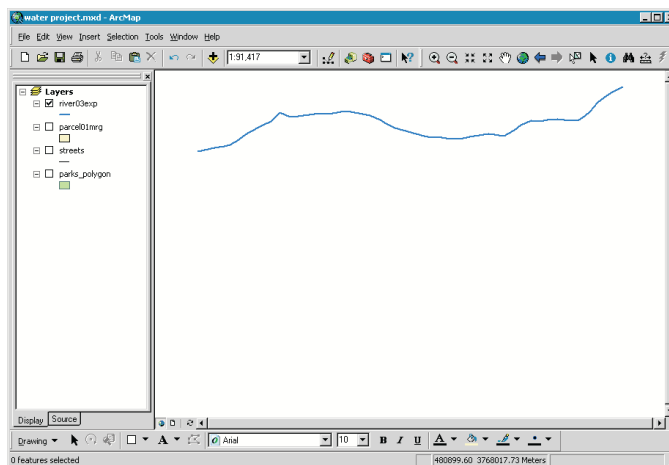 water project.mxd - ArcMap
File Edit View Insert Selection Tools Window Help
1:91,417
Layers
river03exp
parcel01mrg
streets
parks_polygon
Display Source
Drawing A Arial 10 B I U A
0 features selected 480899.60 3768017.73 Meters